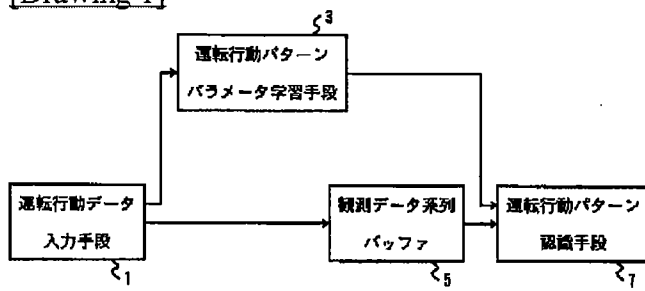 [Drawing 1]
3
運転行動パターン
パラメータ学習手段
運転行動データ
入力手段
1
観測データ系列
バッファ
5
運転行動パターン
認識手段
7